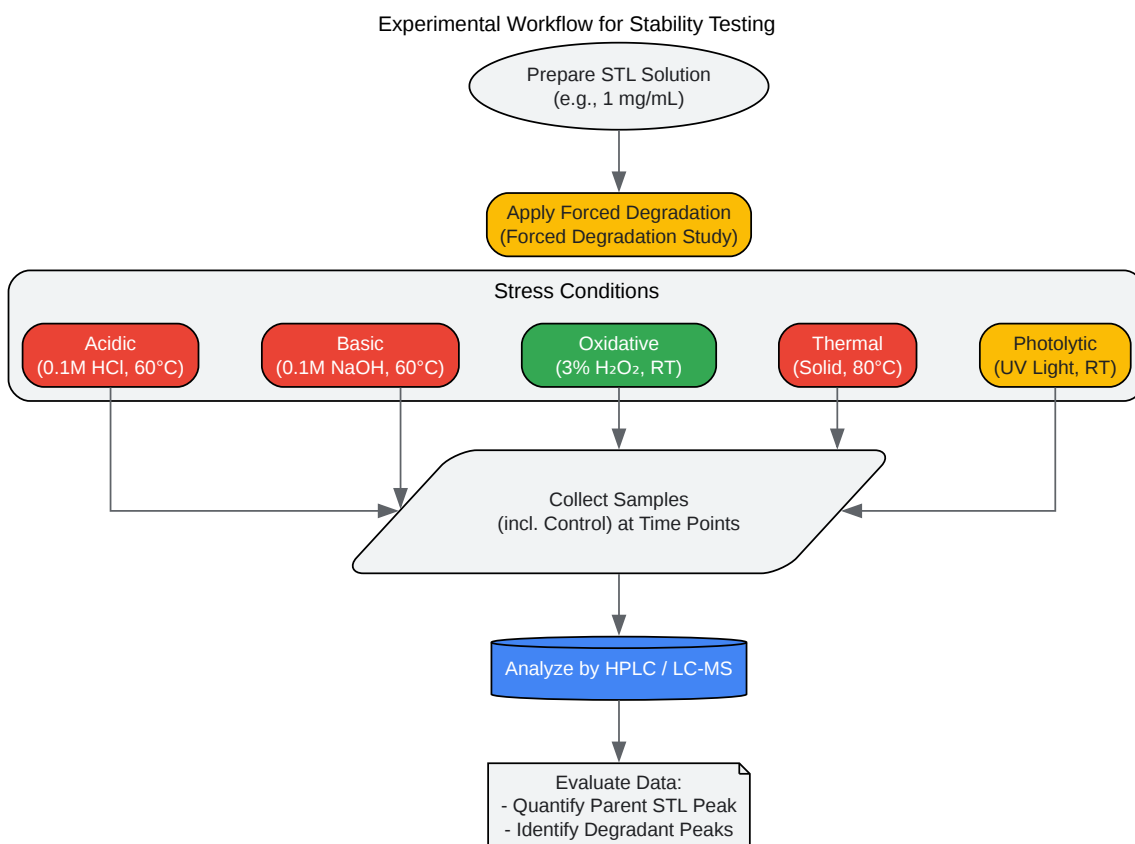 Experimental Workflow for Stability Testing
Prepare STL Solution
(e.g., 1 mg/mL)
Apply Forced Degradation
(Forced Degradation Study)
Stress Conditions
Acidic
(0.1M HCl, 60°C)
Basic
(0.1M NaOH, 60°C)
Oxidative
(3% H₂O₂, RT)
Thermal
(Solid, 80°C)
Photolytic
(UV Light, RT)
Collect Samples
(incl. Control) at Time Points
Analyze by HPLC / LC-MS
Evaluate Data:
- Quantify Parent STL Peak
- Identify Degradant Peaks